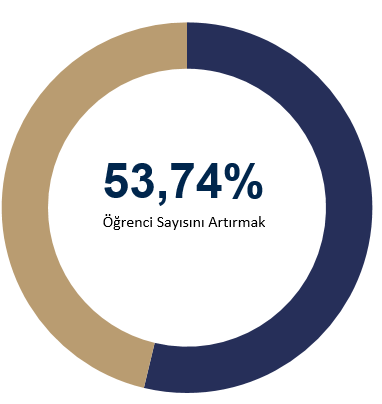 53,74%
Öğrenci Sayısını Artırmak